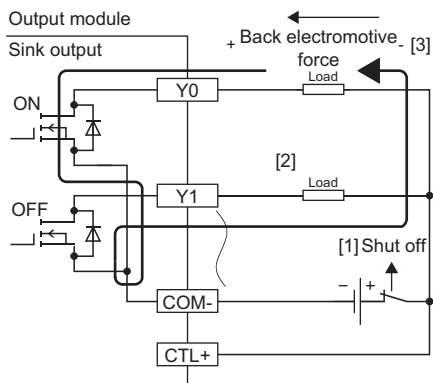 Output module
Sink output
+ Back electromotive - [3]
force
Load
Y0
ON
[2]
Load
Y1
OFF
[1] Shut off
- +
COM-
CTL+